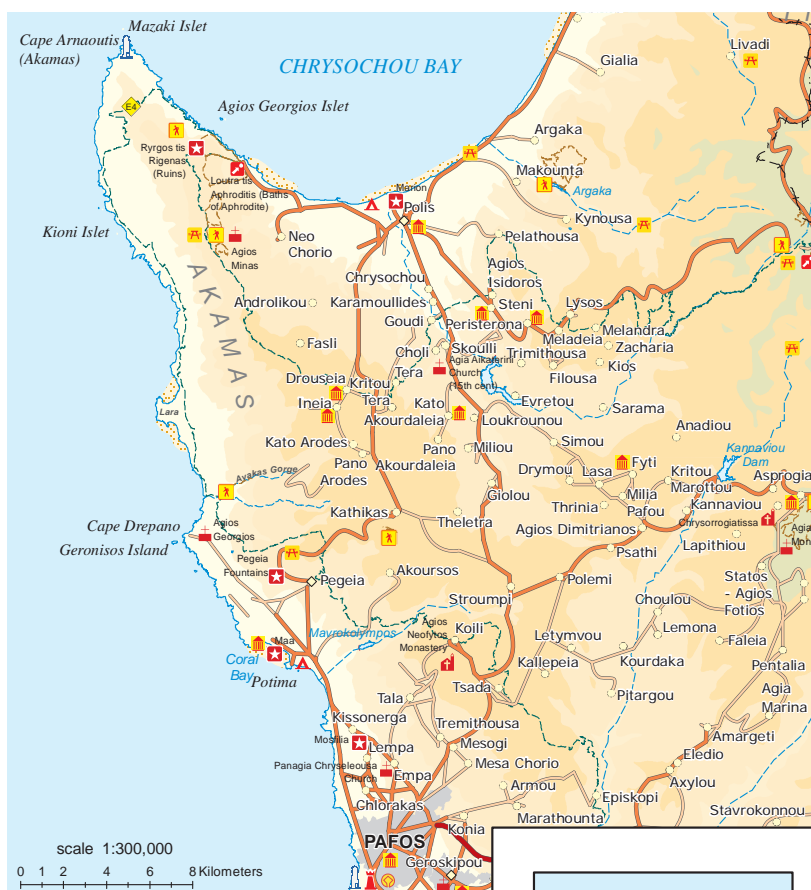 Mazaki Islet
Cape Arnaoutis
(Akamas)
CHRYSOCHOU BAY
Livadi
Gialia
E4
Agios Georgios Islet
Argaka
Pyrgos tis
Rigenas
(Ruins)
Loutra tis
Aphroditis (Baths
of Aphrodite)
Makounta
Argaka
Marion
Polis
Kynousa
Kioni Islet
Neo
Chorio
Agios
Minas
Pelathousa
AKAMAS
Chrysochou
Agios
Isidoros
Androlikou
Karamoullides
Steni
Lysos
Goudi
Peristerona
Melandra
Meladeia
Zacharia
Fasli
Choli
Skoulli
Trimithousa
Agia Aikaterini
Church
(15th cent)
Kios
Filousa
Tera
Drouseia
Kritou
Tera
Evretou
Ineia
Kato
Akourdaleia
Sarama
Lara
Loukrounou
Anadiou
Kato Arodes
Pano
Akourdaleia
Miliou
Simou
Kannaviou
Dam
Pano
Arodes
Fyti
Drymou
Lasa
Kritou
Marottou
Asprogia
Avakas Gorge
Giolou
Milia
Kannaviou
Kathikas
Theletra
Thrinia
Pafou
Chrysorrogiatissa
Cape Drepano
Agios
Georgios
Agios Dimitrianos
Lapithiou
Agia
Mon
Geronisos Island
Psathi
Pegeia
Fountains
Akoursos
Pegeia
Polemi
Statos
- Agios
Fotios
Stroumpi
Choulou
Agios
Neofytos
Monastery
Koili
Mavrokolympos
Lemona
Maa
Letymvou
Faleia
Coral
Bay
Kourdaka
Pentalia
Potima
Kallepeia
Tsada
Pitargou
Agia
Marina
Tala
Kissonerga
Tremithousa
Amargeti
Mosfilia
Lempa
Mesogi
Eledio
Panagia Chryseleousa
Church
Empa
Mesa Chorio
Axylou
Armou
Chlorakas
Episkopi
Marathounta
Stavrokonnou
Konia
PAFOS
scale 1:300,000
Geroskipou
0 1 2 4 6 8 Kilometers